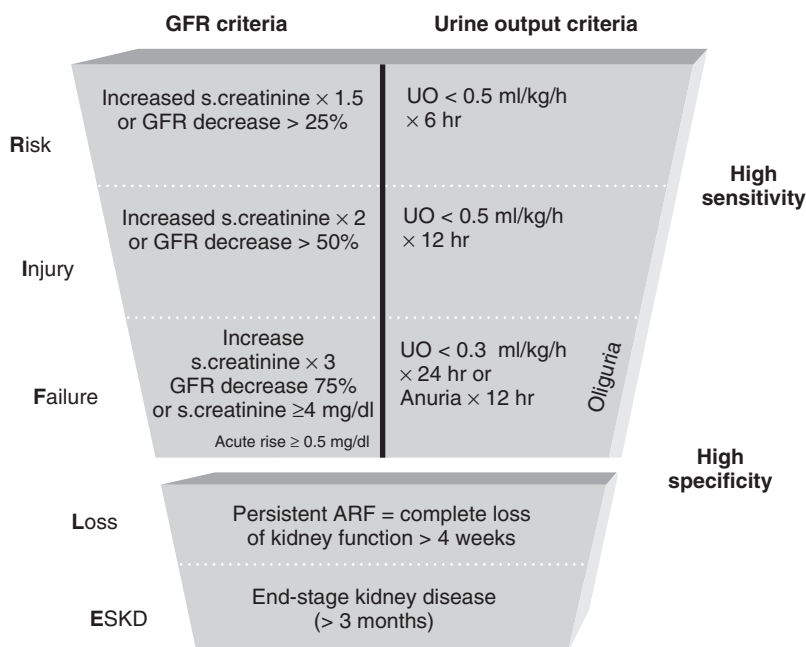 GFR criteria
Urine output criteria
Risk
Increased s.creatinine × 1.5
or GFR decrease > 25%
UO < 0.5 ml/kg/h
× 6 hr
High
sensitivity
Injury
Increased s.creatinine × 2
or GFR decrease > 50%
UO < 0.5 ml/kg/h
× 12 hr
Failure
Increase
s.creatinine × 3
GFR decrease 75%
or s.creatinine ≥4 mg/dl
Acute rise ≥ 0.5 mg/dl
UO < 0.3 ml/kg/h
× 24 hr or
Anuria × 12 hr
Oliguria
High
specificity
Loss
Persistent ARF = complete loss
of kidney function > 4 weeks
ESKD
End-stage kidney disease
(> 3 months)